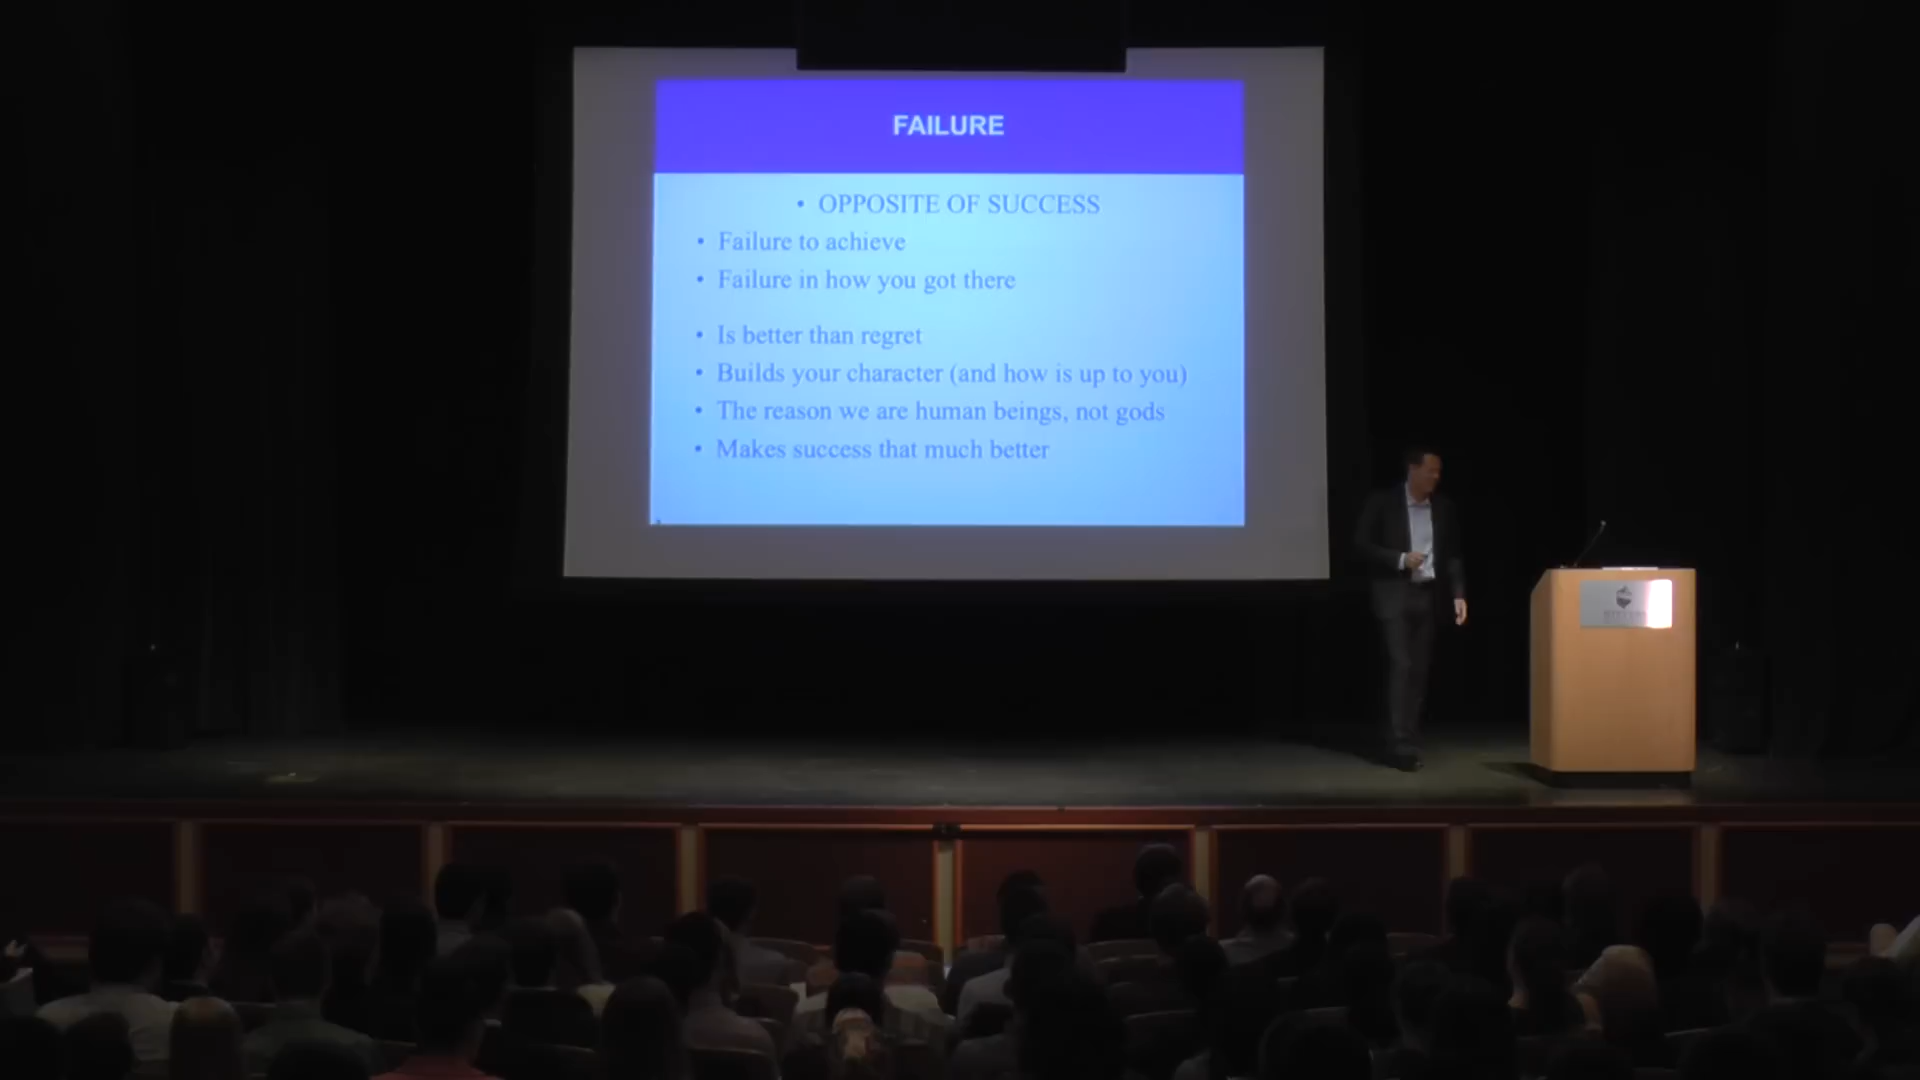 FAILURE
• OPPOSITE OF SUCCESS
• Failure to achieve
• Failure in how you got there
• Is better than regret
• Builds your character (and how is up to you)
• The reason we are human beings, not gods
• Makes success that much better